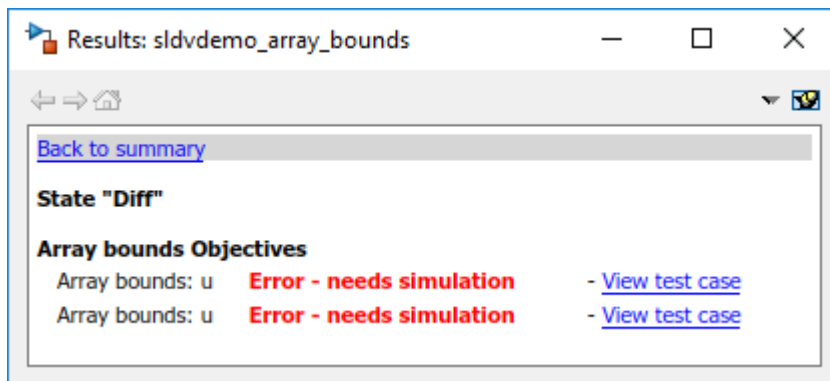 Results: sldvdemo_array_bounds
Back to summary
State "Diff"
Array bounds Objectives
Array bounds: u Error - needs simulation - View test case
Array bounds: u Error - needs simulation - View test case